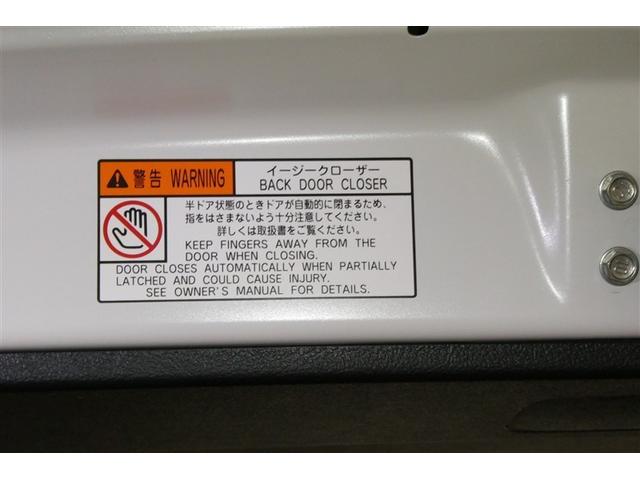 警告 WARNING
イージークローザー
BACK DOOR CLOSER
半ドア状態のときドアが自動的に閉まるため、
指をはさまないよう十分注意してください。
詳しくは取扱書をご覧ください。
KEEP FINGERS AWAY FROM THE
DOOR WHEN CLOSING.
DOOR CLOSES AUTOMATICALLY WHEN PARTIALLY
LATCHED AND COULD CAUSE INJURY.
SEE OWNER'S MANUAL FOR DETAILS.